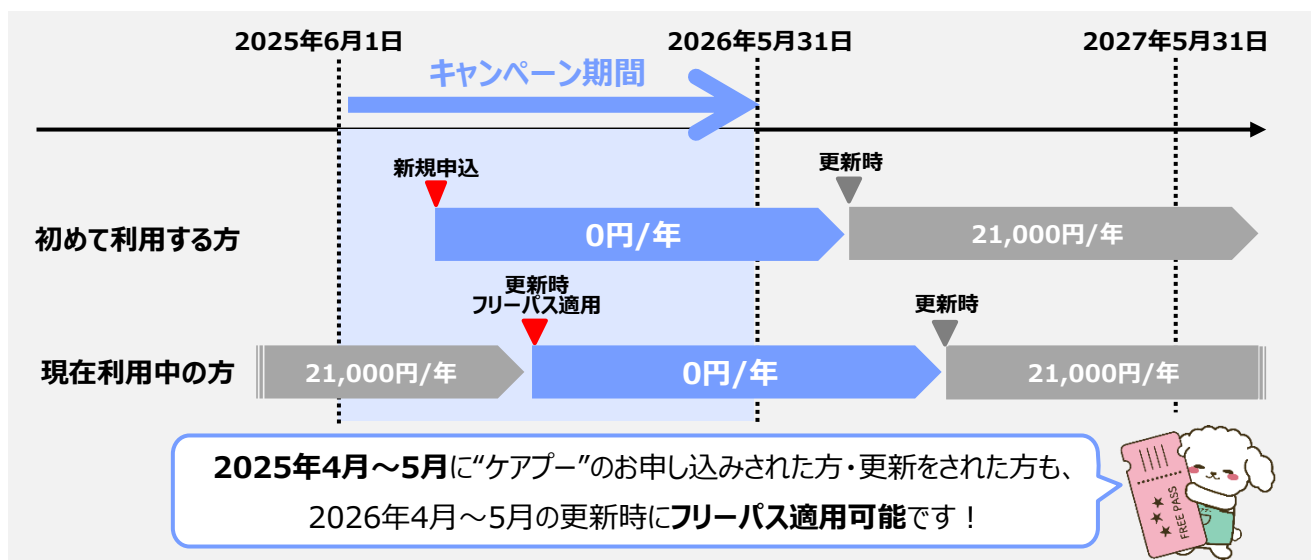 2025年6月1日
2026年5月31日
2027年5月31日
キャンペーン期間
新規申込
更新時
初めて利用する方
0円/年
21,000円/年
更新時
フリーパス適用
更新時
現在利用中の方
21,000円/年
0円/年
21,000円/年
2025年4月～5月に“ケアプー”のお申し込みされた方・更新をされた方も、
2026年4月～5月の更新時にフリーパス適用可能です！
FREE PASS